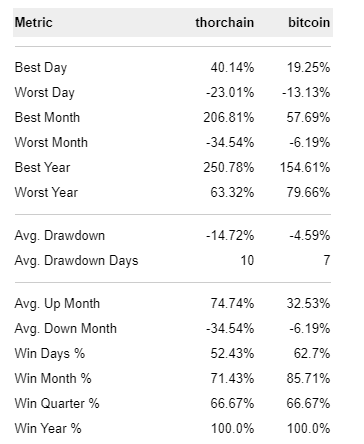 Metric thorchain bitcoin
Best Day 40.14% 19.25%
Worst Day -23.01% -13.13%
Best Month 206.81% 57.69%
Worst Month -34.54% -6.19%
Best Year 250.78% 154.61%
Worst Year 63.32% 79.66%
Avg. Drawdown -14.72% -4.59%
Avg. Drawdown Days 10 7
Avg. Up Month 74.74% 32.53%
Avg. Down Month -34.54% -6.19%
Win Days % 52.43% 62.7%
Win Month % 71.43% 85.71%
Win Quarter % 66.67% 66.67%
Win Year % 100.0% 100.0%